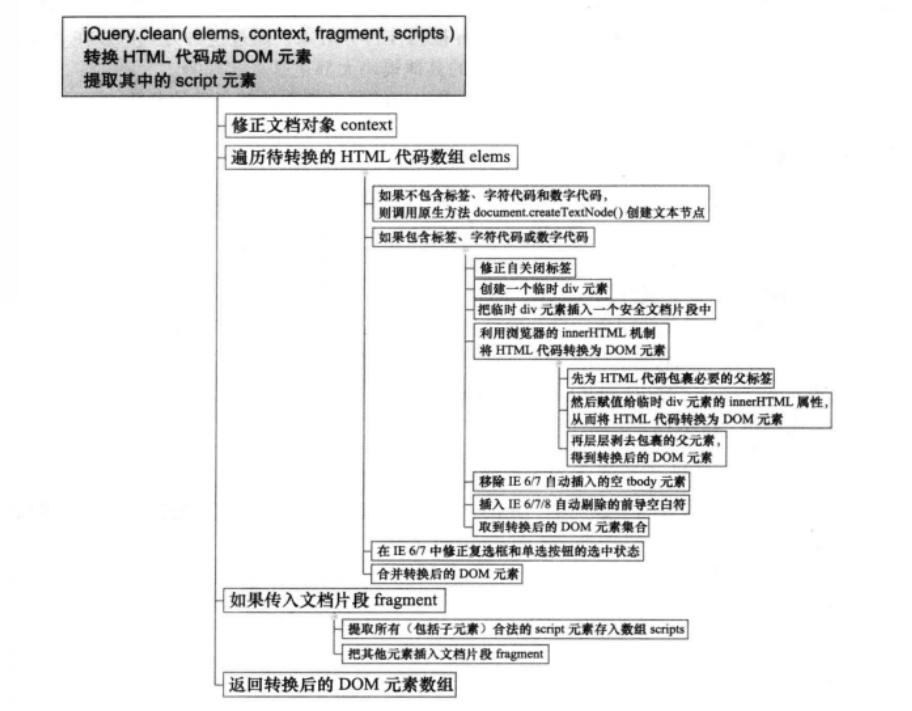 jQuery.clean( elems, context, fragment, scripts )
转换 HTML 代码成 DOM 元素
提取其中的 script 元素
修正文档对象 context
遍历待转换的 HTML 代码数组 elems
如果不包含标签、字符代码和数字代码，
则调用原生方法 document.createTextNode() 创建文本节点
如果包含标签、字符代码或数字代码
修正自关闭标签
创建一个临时 div 元素
把临时 div 元素插入一个安全文档片段中
利用浏览器的 innerHTML 机制
将 HTML 代码转换为 DOM 元素
先为 HTML 代码包裹必要的父标签
然后赋值给临时 div 元素的 innerHTML 属性，
从而将 HTML 代码转换为 DOM 元素
再层层剥去包裹的父元素，
得到转换后的 DOM 元素
移除 IE 6/7 自动插入的空 tbody 元素
插入 IE 6/7/8 自动剔除的前导空白符
取到转换后的 DOM 元素集合
在 IE 6/7 中修正复选框和单选按钮的选中状态
合并转换后的 DOM 元素
如果传入文档片段 fragment
提取所有（包括子元素）合法的 script 元素存入数组 scripts
把其他元素插入文档片段 fragment
返回转换后的 DOM 元素数组